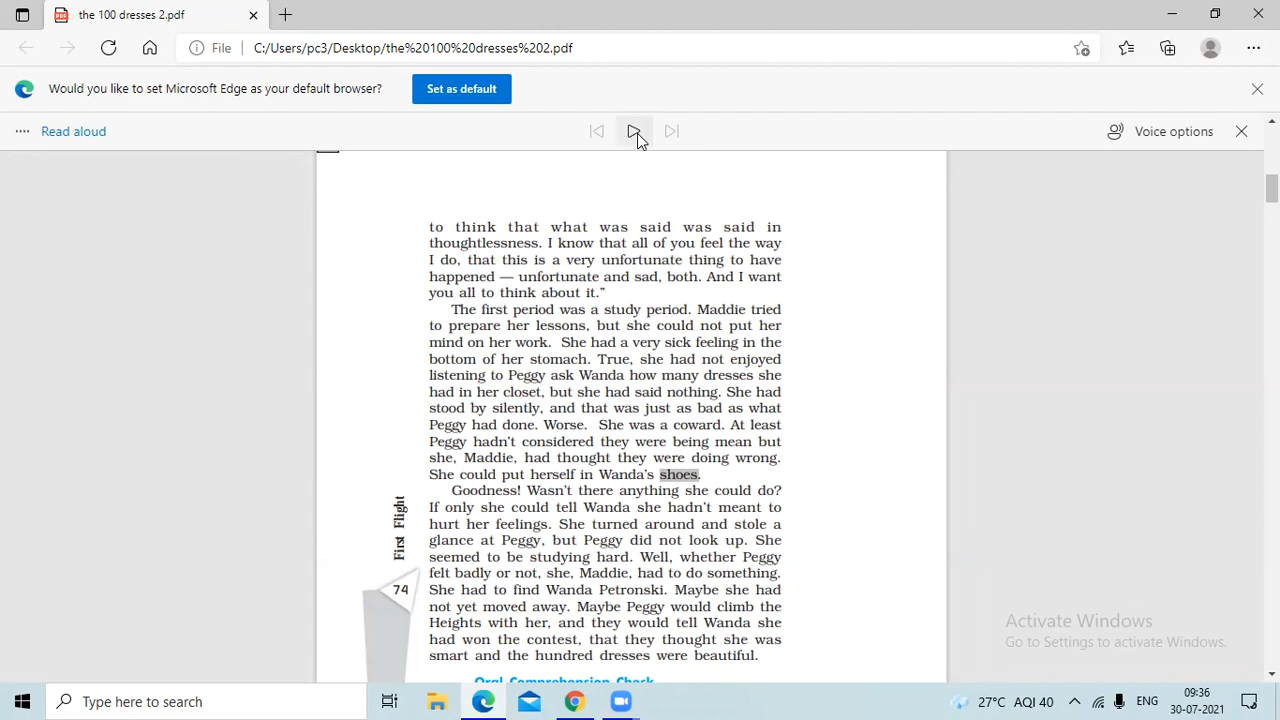 the 100 dresses 2.pdf
File C:/Users/pc3/Desktop/the%20100%20dresses%202.pdf
Would you like to set Microsoft Edge as your default browser? Set as default
Read aloud Voice options
to think that what was said was said in
thoughtlessness. I know that all of you feel the way
I do, that this is a very unfortunate thing to have
happened — unfortunate and sad, both. And I want
you all to think about it.”
The first period was a study period. Maddie tried
to prepare her lessons, but she could not put her
mind on her work. She had a very sick feeling in the
bottom of her stomach. True, she had not enjoyed
listening to Peggy ask Wanda how many dresses she
had in her closet, but she had said nothing. She had
stood by silently, and that was just as bad as what
Peggy had done. Worse. She was a coward. At least
Peggy hadn’t considered they were being mean but
she, Maddie, had thought they were doing wrong.
She could put herself in Wanda’s shoes.
Goodness! Wasn’t there anything she could do?
If only she could tell Wanda she hadn’t meant to
hurt her feelings. She turned around and stole a
glance at Peggy, but Peggy did not look up. She
seemed to be studying hard. Well, whether Peggy
felt badly or not, she, Maddie, had to do something.
She had to find Wanda Petronski. Maybe she had
not yet moved away. Maybe Peggy would climb the
Heights with her, and they would tell Wanda she
had won the contest, that they thought she was
smart and the hundred dresses were beautiful.
Oral Comprehension Check
First Flight
74
Activate Windows
Go to Settings to activate Windows.
Type here to search
27°C AQI 40
ENG
09:36
30-07-2021